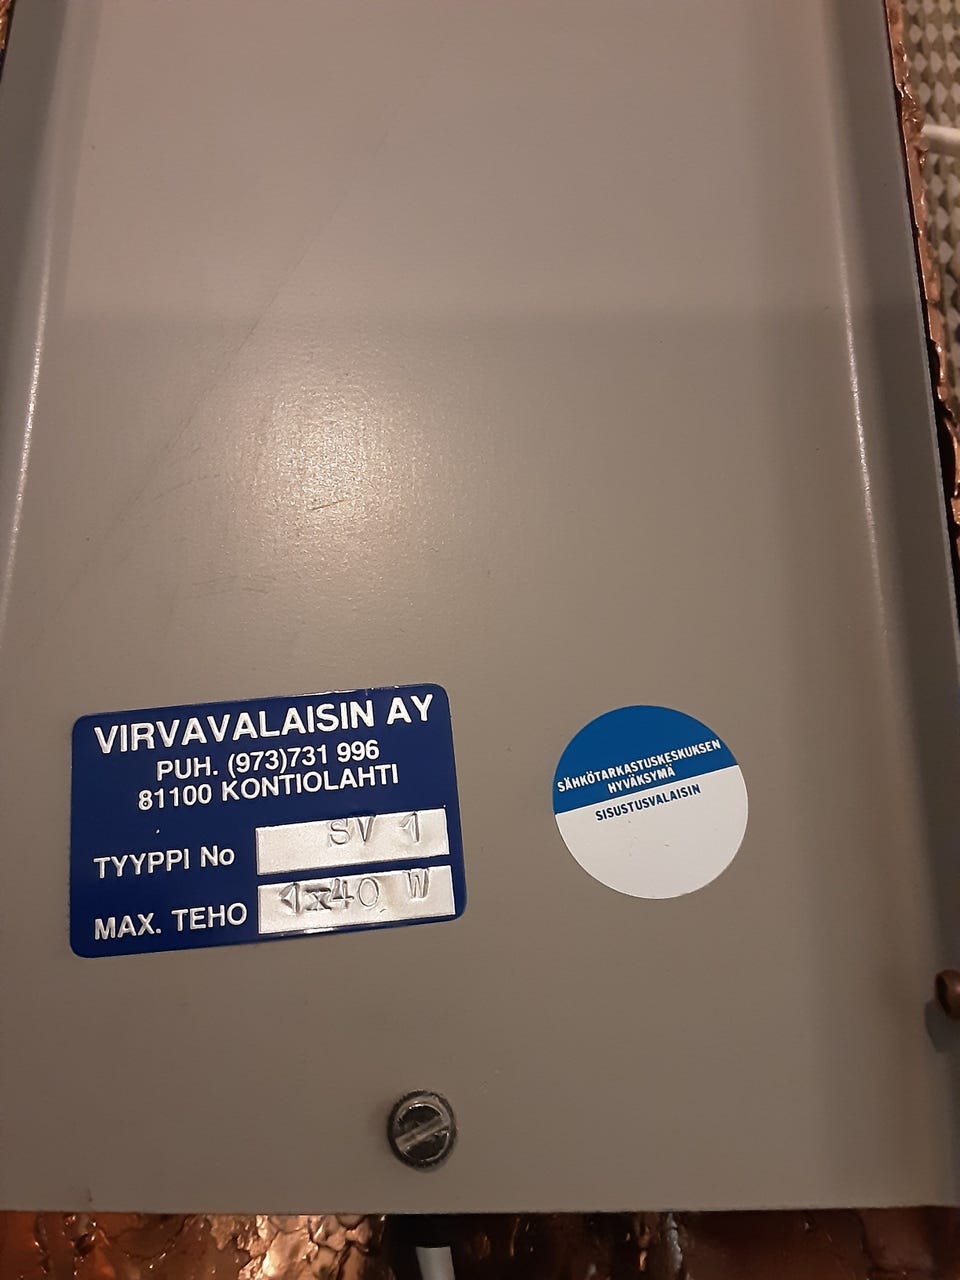 VIRVAVALAISIN AY
PUH. (973)731 996
81100 KONTIOLAHTI
TYYPPI No SV 1
MAX. TEHO 1x40 W
SÄHKÖTARKASTUSKESKUKSEN
HYVÄKSYMÄ
SISUSTUSVALAISIN